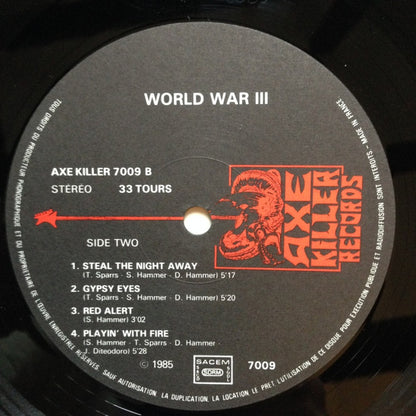 WORLD WAR III
AXE KILLER 7009 B
STÉRÉO 33 TOURS
AXE
KILLER
RECORDS
SIDE TWO
1. STEAL THE NIGHT AWAY
(T. Sparrs - S. Hammer - D. Hammer) 5'17
2. GYPSY EYES
(T. Sparrs - S. Hammer - D. Hammer) 5'20
3. RED ALERT
(S. Hammer) 3'02
4. PLAYIN' WITH FIRE
(S. Hammer - T. Sparrs - D. Hammer -
J. Diteodoro) 5'28
© 1985
SACEM
SDRM
7009
TOUS DROITS DU PRODUCTEUR PHONOGRAPHIQUE ET DU PROPRIETAIRE DE L'ŒUVRE ENREGISTREE RESERVES. SAUF AUTORISATION, LA DUPLICATION, LA LOCATION, LE PRET, L'UTILISATION DE CE DISQUE POUR EXECUTION PUBLIQUE ET RADIODIFFUSION SONT INTERDITS - MADE IN FRANCE